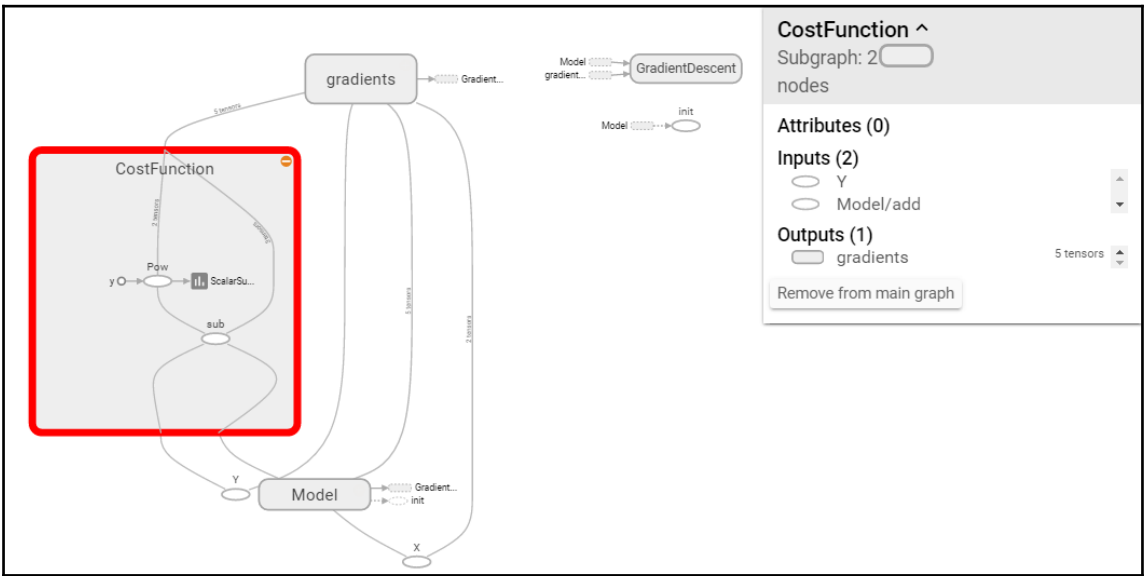 gradients
Gradient...
5 tensors
Model
gradient...
GradientDescent
init
Model
CostFunction
2 tensors
3 tensors
Pow
y
ScalarSu...
sub
5 tensors
2 tensors
Y
Model
Gradient...
init
X
CostFunction
Subgraph: 2
nodes
Attributes (0)
Inputs (2)
Y
Model/add
Outputs (1)
gradients 5 tensors
Remove from main graph